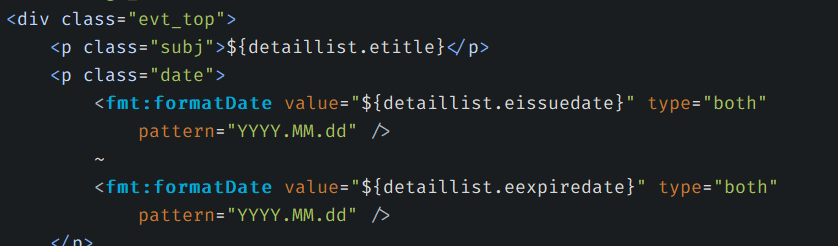 <div class="evt_top">
<p class="subj">${detaillist.etitle}</p>
<p class="date">
<fmt:formatDate value="${detaillist.eissuedate}" type="both"
pattern="YYYY.MM.dd" />
~
<fmt:formatDate value="${detaillist.eexpiredate}" type="both"
pattern="YYYY.MM.dd" />
</p>